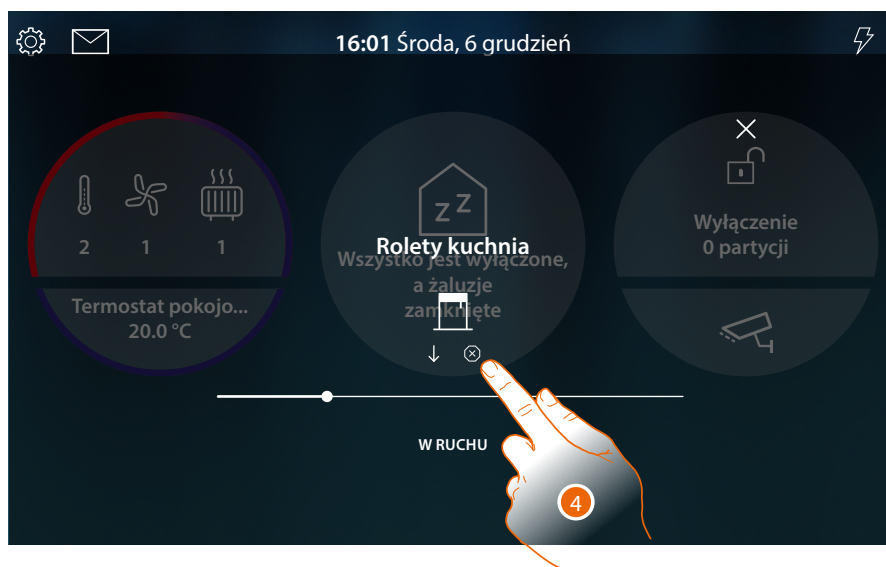 16:01 Środa, 6 grudzień
2 1 1
Termostat pokojo...
20.0 °C
z Z
Rolety kuchnia
Wszystko jest wyłączone,
a żaluzje
zamknięte
W RUCHU
Wyłączenie
0 partycji
4